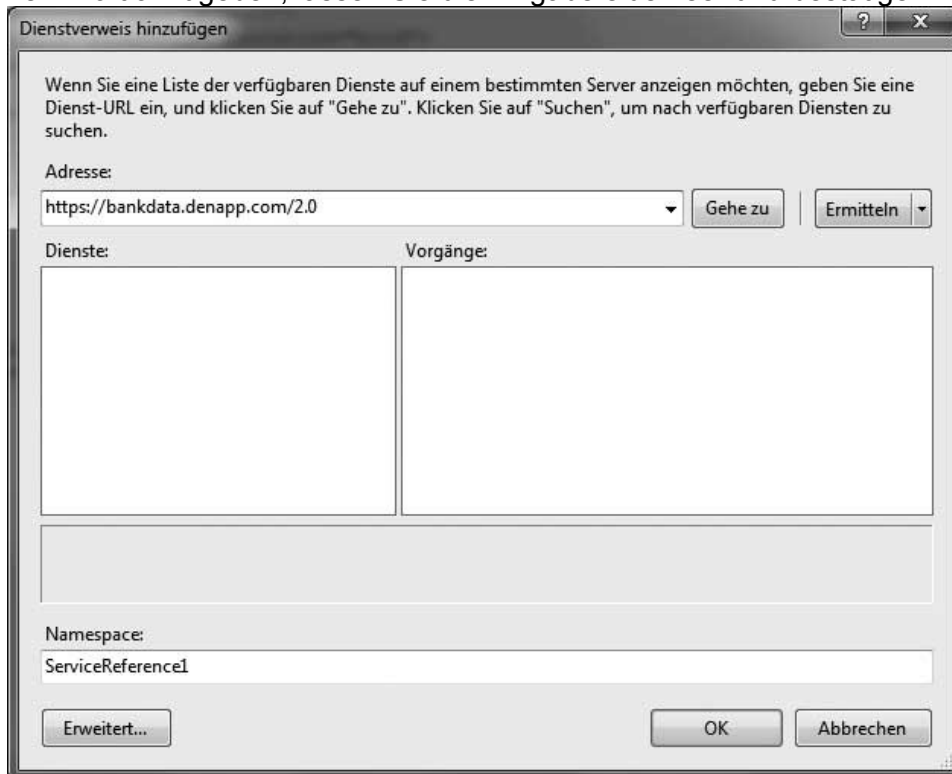 Dienstverweis hinzufügen
Wenn Sie eine Liste der verfügbaren Dienste auf einem bestimmten Server anzeigen möchten, geben Sie eine
Dienst-URL ein, und klicken Sie auf "Gehe zu". Klicken Sie auf "Suchen", um nach verfügbaren Diensten zu
suchen.
Adresse:
https://bankdata.denapp.com/2.0
Gehe zu
Ermitteln
Dienste:
Vorgänge:
Namespace:
ServiceReference1
Erweitert...
OK
Abbrechen